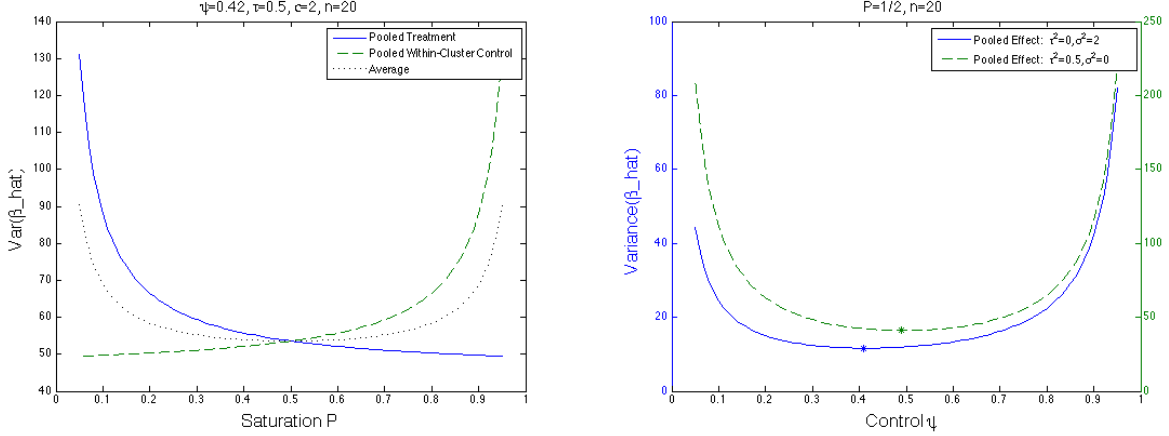 ψ=0.42, τ=0.5, σ=2, n=20
140
130
120
110
100
90
80
70
60
50
40
Var(β_hat)
Pooled Treatment
Pooled Within-Cluster Control
Average
0 0.1 0.2 0.3 0.4 0.5 0.6 0.7 0.8 0.9 1
Saturation P
P=1/2, n=20
100
80
60
40
20
0
Variance(β_hat)
Pooled Effect: τ²=0,σ²=2
Pooled Effect: τ²=0.5,σ²=0
250
200
150
100
50
0
0 0.1 0.2 0.3 0.4 0.5 0.6 0.7 0.8 0.9 1
Control ψ